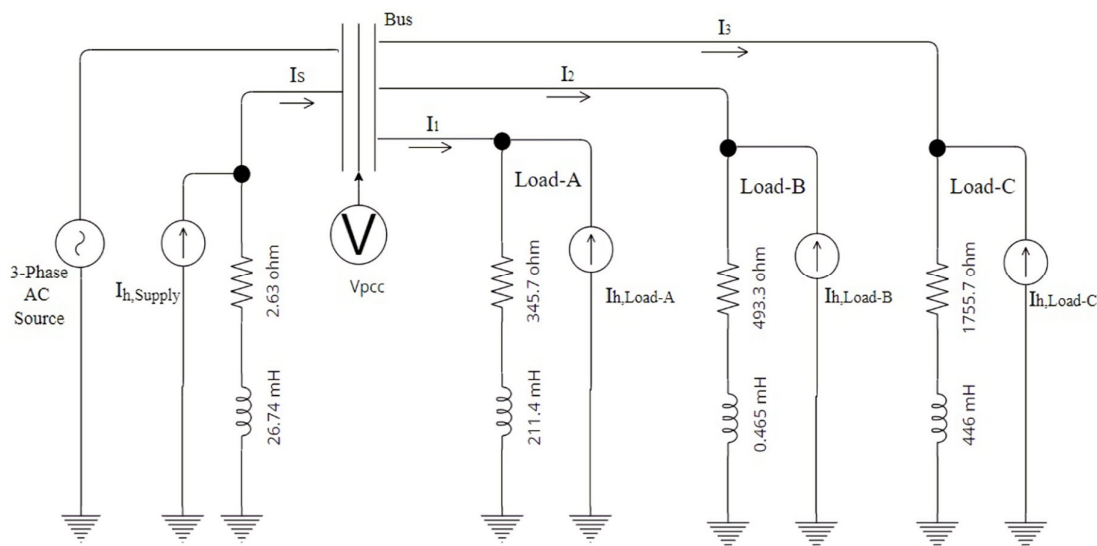 Bus
I3
IS
I2
I1
Load-A
Load-B
Load-C
V
Vpcc
3-Phase
AC
Source
Ih,Supply
2.63 ohm
26.74 mH
345.7 ohm
211.4 mH
Ih,Load-A
493.3 ohm
0.465 mH
Ih,Load-B
1755.7 ohm
446 mH
Ih,Load-C